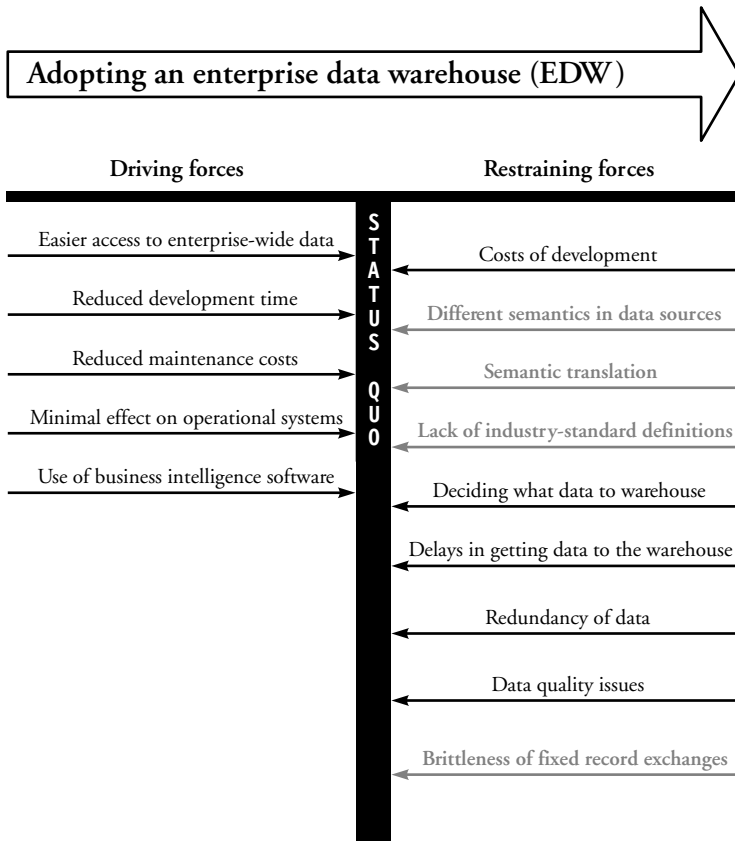 Adopting an enterprise data warehouse (EDW)
Driving forces
Restraining forces
STATUS QUO
Easier access to enterprise-wide data
Reduced development time
Reduced maintenance costs
Minimal effect on operational systems
Use of business intelligence software
Costs of development
Different semantics in data sources
Semantic translation
Lack of industry-standard definitions
Deciding what data to warehouse
Delays in getting data to the warehouse
Redundancy of data
Data quality issues
Brittleness of fixed record exchanges